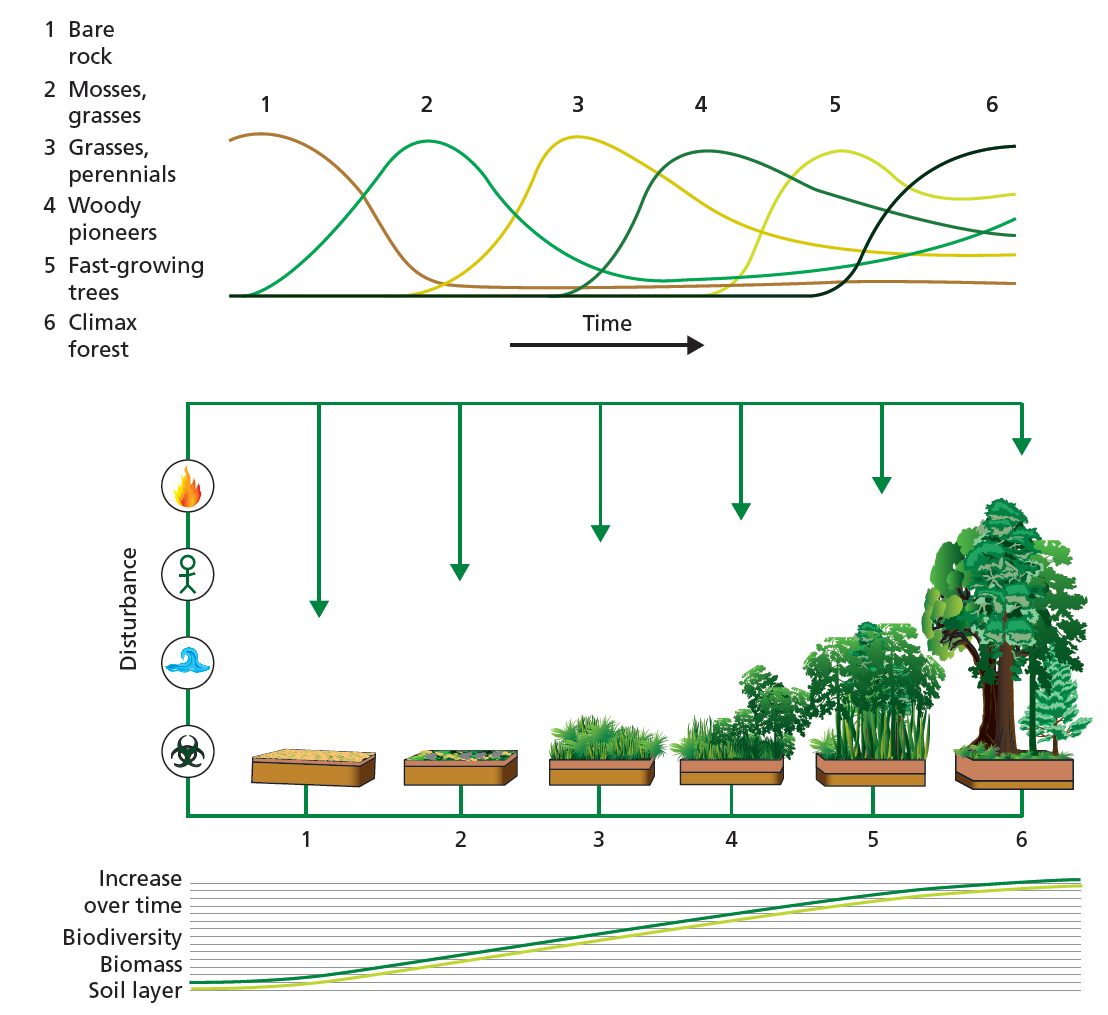 1 Bare
rock
2 Mosses,
grasses
3 Grasses,
perennials
4 Woody
pioneers
5 Fast-growing
trees
6 Climax
forest
1 2 3 4 5 6
Time
Disturbance
1 2 3 4 5 6
Increase
over time
Biodiversity
Biomass
Soil layer